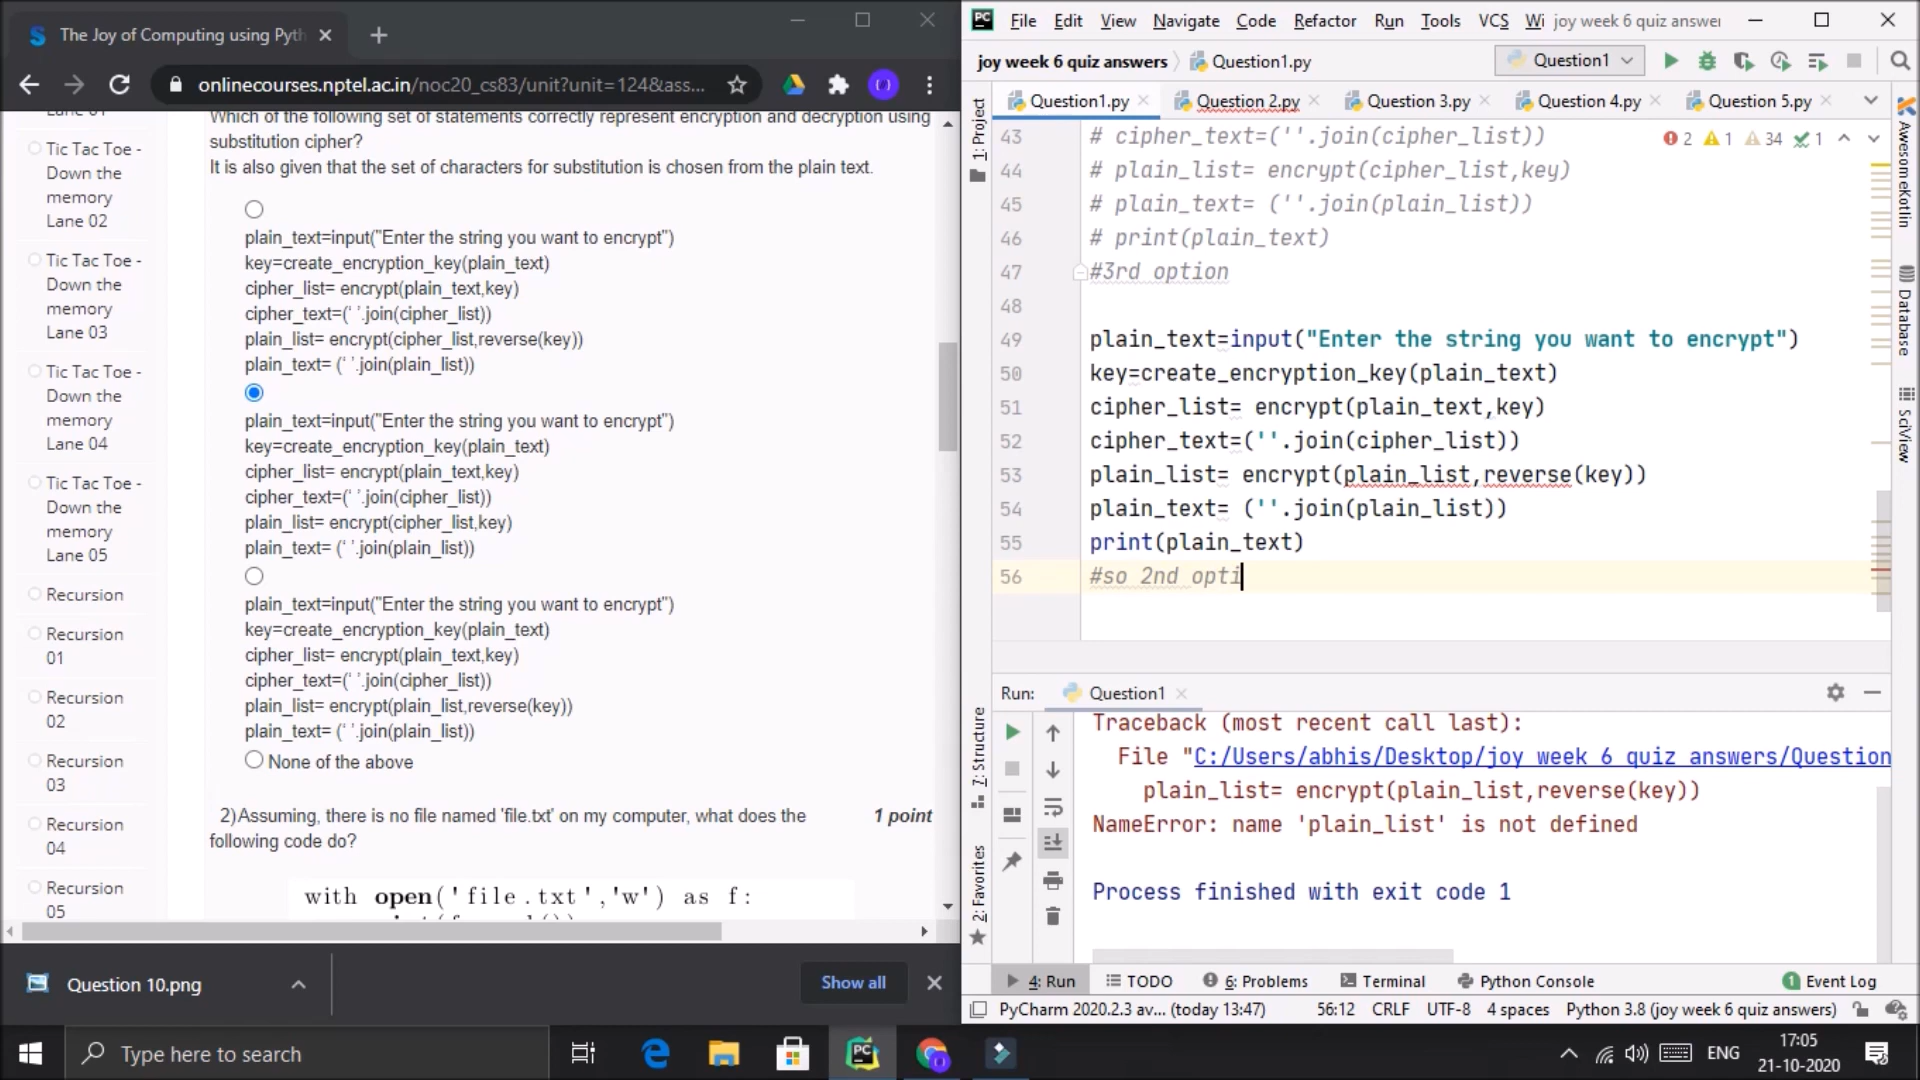 The Joy of Computing using Pyth
onlinecourses.nptel.ac.in/noc20_cs83/unit?unit=124&ass...
Lane 01
Tic Tac Toe -
Down the
memory
Lane 02
Tic Tac Toe -
Down the
memory
Lane 03
Tic Tac Toe -
Down the
memory
Lane 04
Tic Tac Toe -
Down the
memory
Lane 05
Recursion
Recursion
01
Recursion
02
Recursion
03
Recursion
04
Recursion
05
Which of the following set of statements correctly represent encryption and decryption using
substitution cipher?
It is also given that the set of characters for substitution is chosen from the plain text.
plain_text=input("Enter the string you want to encrypt")
key=create_encryption_key(plain_text)
cipher_list= encrypt(plain_text,key)
cipher_text=(‘ ’.join(cipher_list))
plain_list= encrypt(cipher_list,reverse(key))
plain_text= (‘ ’.join(plain_list))
plain_text=input("Enter the string you want to encrypt")
key=create_encryption_key(plain_text)
cipher_list= encrypt(plain_text,key)
cipher_text=(‘ ’.join(cipher_list))
plain_list= encrypt(cipher_list,key)
plain_text= (‘ ’.join(plain_list))
plain_text=input("Enter the string you want to encrypt")
key=create_encryption_key(plain_text)
cipher_list= encrypt(plain_text,key)
cipher_text=(‘ ’.join(cipher_list))
plain_list= encrypt(plain_list,reverse(key))
plain_text= (‘ ’.join(plain_list))
None of the above
2)Assuming, there is no file named 'file.txt' on my computer, what does the 1 point
following code do?
with open('file.txt','w') as f:
Question 10.png
Show all
PC File Edit View Navigate Code Refactor Run Tools VCS Wi joy week 6 quiz answer
joy week 6 quiz answers Question1.py Question1
Question1.py Question 2.py Question 3.py Question 4.py Question 5.py
1: Project
2 1 34 1
43 # cipher_text=(''.join(cipher_list))
44 # plain_list= encrypt(cipher_list,key)
45 # plain_text= (''.join(plain_list))
46 # print(plain_text)
47 #3rd option
48
49 plain_text=input("Enter the string you want to encrypt")
50 key=create_encryption_key(plain_text)
51 cipher_list= encrypt(plain_text,key)
52 cipher_text=(''.join(cipher_list))
53 plain_list= encrypt(plain_list,reverse(key))
54 plain_text= (''.join(plain_list))
55 print(plain_text)
56 #so 2nd opti
AwesomeKotlin
Database
SciView
Run: Question1
Z: Structure
2: Favorites
Traceback (most recent call last):
File "C:/Users/abhis/Desktop/joy week 6 quiz answers/Question
plain_list= encrypt(plain_list,reverse(key))
NameError: name 'plain_list' is not defined
Process finished with exit code 1
4: Run TODO 6: Problems Terminal Python Console 1 Event Log
PyCharm 2020.2.3 av... (today 13:47) 56:12 CRLF UTF-8 4 spaces Python 3.8 (joy week 6 quiz answers)
Type here to search
PC
ENG
17:05
21-10-2020